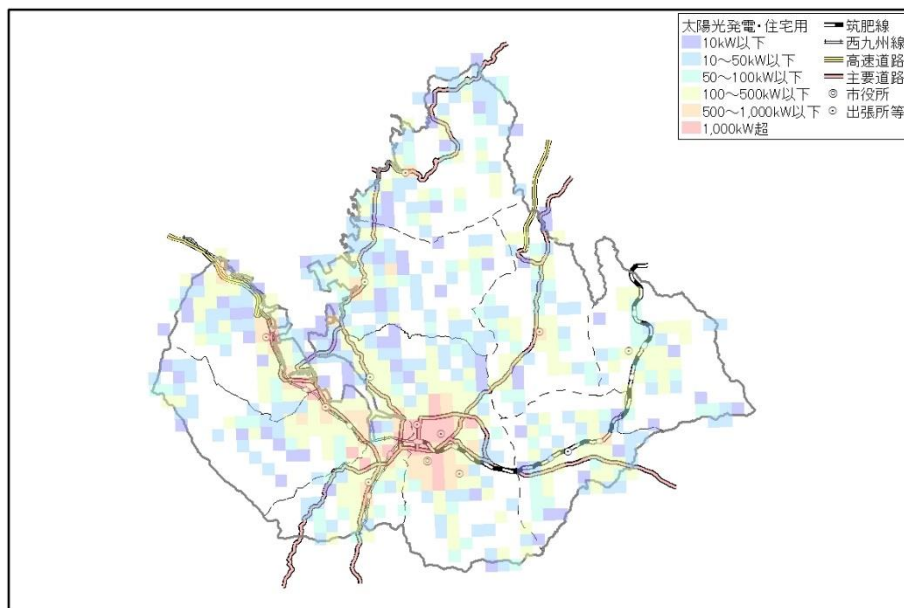 太陽光発電・住宅用
10kW以下
10～50kW以下
50～100kW以下
100～500kW以下
500～1,000kW以下
1,000kW超
筑肥線
西九州線
高速道路
主要道路
市役所
出張所等